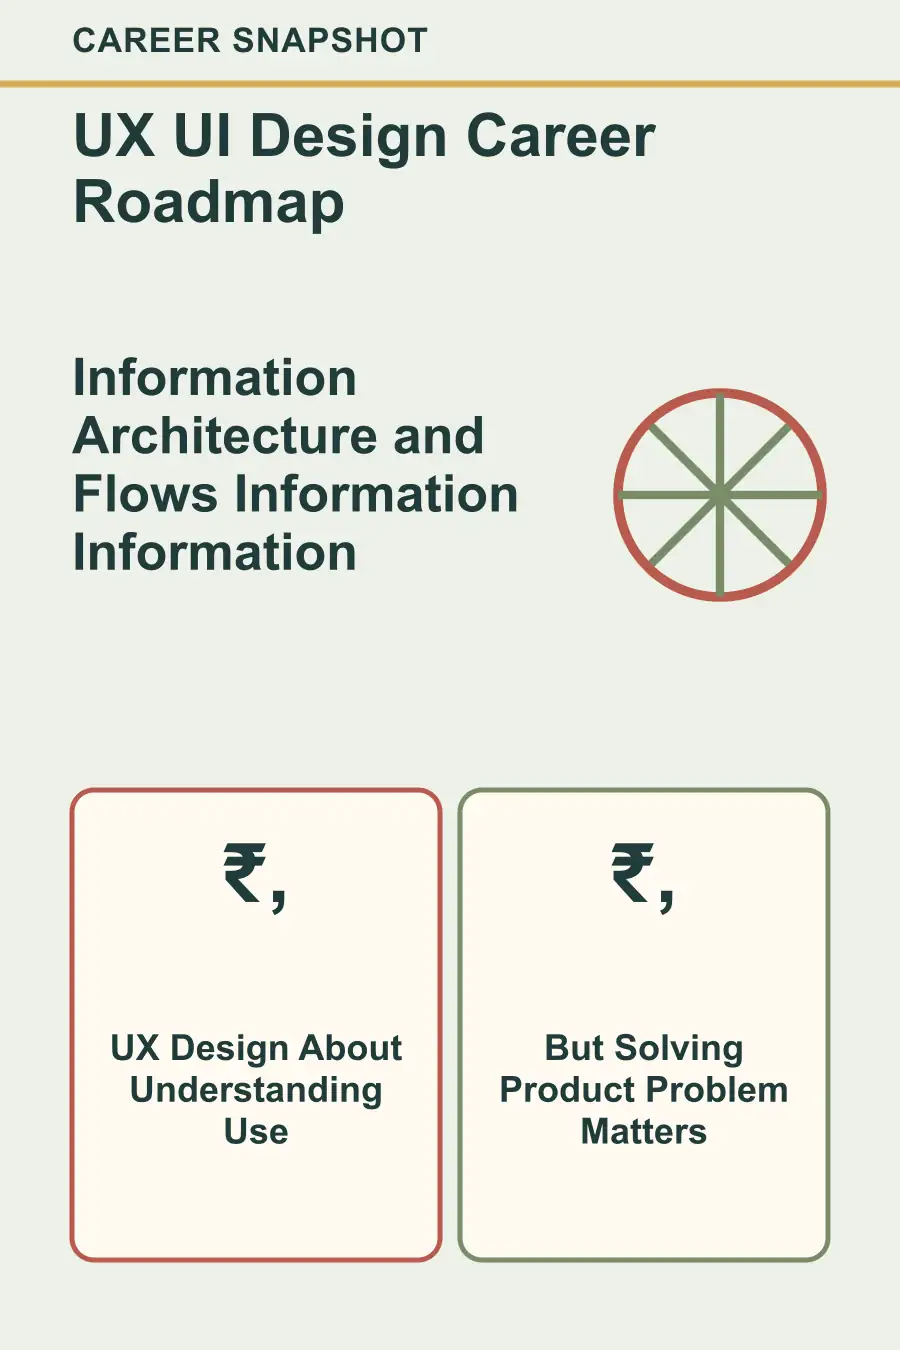 CAREER SNAPSHOT
UX UI Design Career
Roadmap
Information
Architecture and
Flows Information
Information
₹,
UX Design About
Understanding
Use
₹,
But Solving
Product Problem
Matters